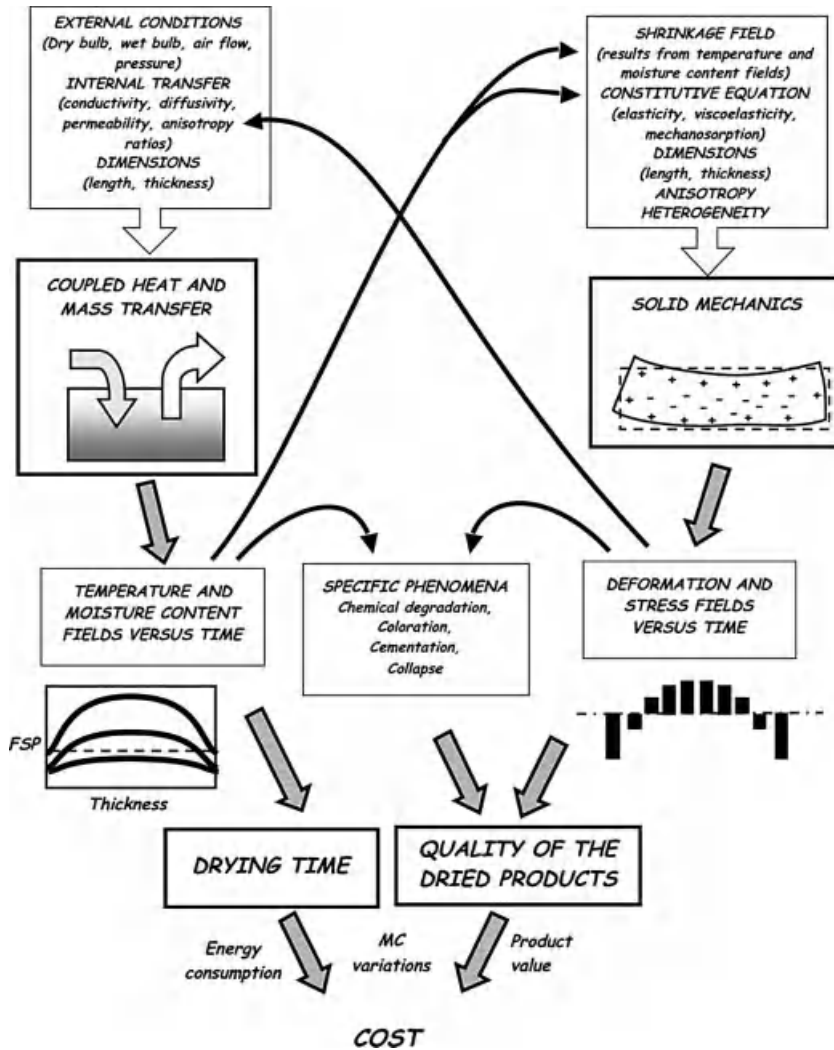 EXTERNAL CONDITIONS
(Dry bulb, wet bulb, air flow,
pressure)
INTERNAL TRANSFER
(conductivity, diffusivity,
permeability, anisotropy
ratios)
DIMENSIONS
(length, thickness)
SHRINKAGE FIELD
(results from temperature and
moisture content fields)
CONSTITUTIVE EQUATION
(elasticity, viscoelasticity,
mechanosorption)
DIMENSIONS
(length, thickness)
ANISOTROPY
HETEROGENEITY
COUPLED HEAT AND
MASS TRANSFER
SOLID MECHANICS
TEMPERATURE AND
MOISTURE CONTENT
FIELDS VERSUS TIME
SPECIFIC PHENOMENA
Chemical degradation,
Coloration,
Cementation,
Collapse
DEFORMATION AND
STRESS FIELDS
VERSUS TIME
FSP
Thickness
DRYING TIME
QUALITY OF THE
DRIED PRODUCTS
Energy
consumption
MC
variations
Product
value
COST